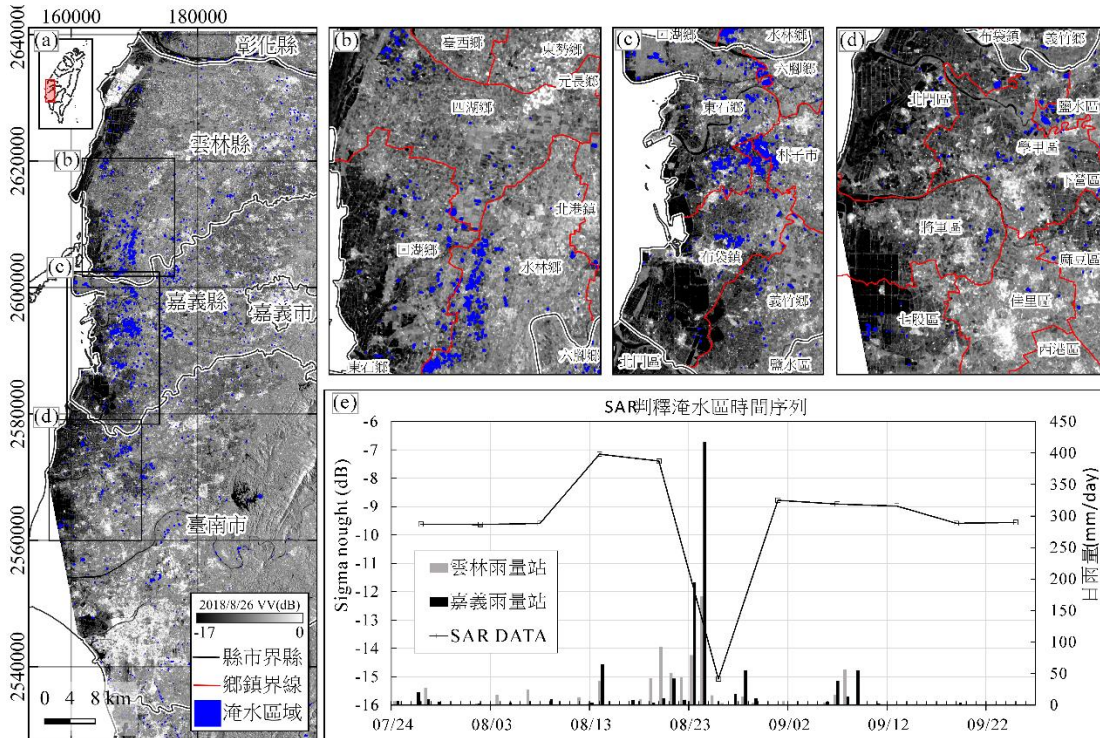 160000
180000
(a)
2640000
2620000
2600000
2580000
2560000
2540000
彰化縣
雲林縣
(b)
(c)
嘉義縣
嘉義市
(d)
臺南市
2018/8/26 VV(dB)
-17
0
縣市界縣
鄉鎮界線
淹水區域
0 4 8 km
(b)
臺西鄉
東勢鄉
元長鄉
四湖鄉
北港鎮
口湖鄉
水林鄉
六腳鄉
東石鄉
(c)
口湖鄉
水林鄉
六腳鄉
東石鄉
朴子市
布袋鎮
義竹鄉
北門區
鹽水區
(d)
布袋鎮
義竹鄉
北門區
鹽水區
學甲區
下營區
將軍區
麻豆區
佳里區
七股區
西港區
(e)
SAR判釋淹水區時間序列
Sigma nought (dB)
-6
-7
-8
-9
-10
-11
-12
-13
-14
-15
-16
雲林雨量站
嘉義雨量站
SAR DATA
日雨量(mm/day)
450
400
350
300
250
200
150
100
50
0
07/24
08/03
08/13
08/23
09/02
09/12
09/22